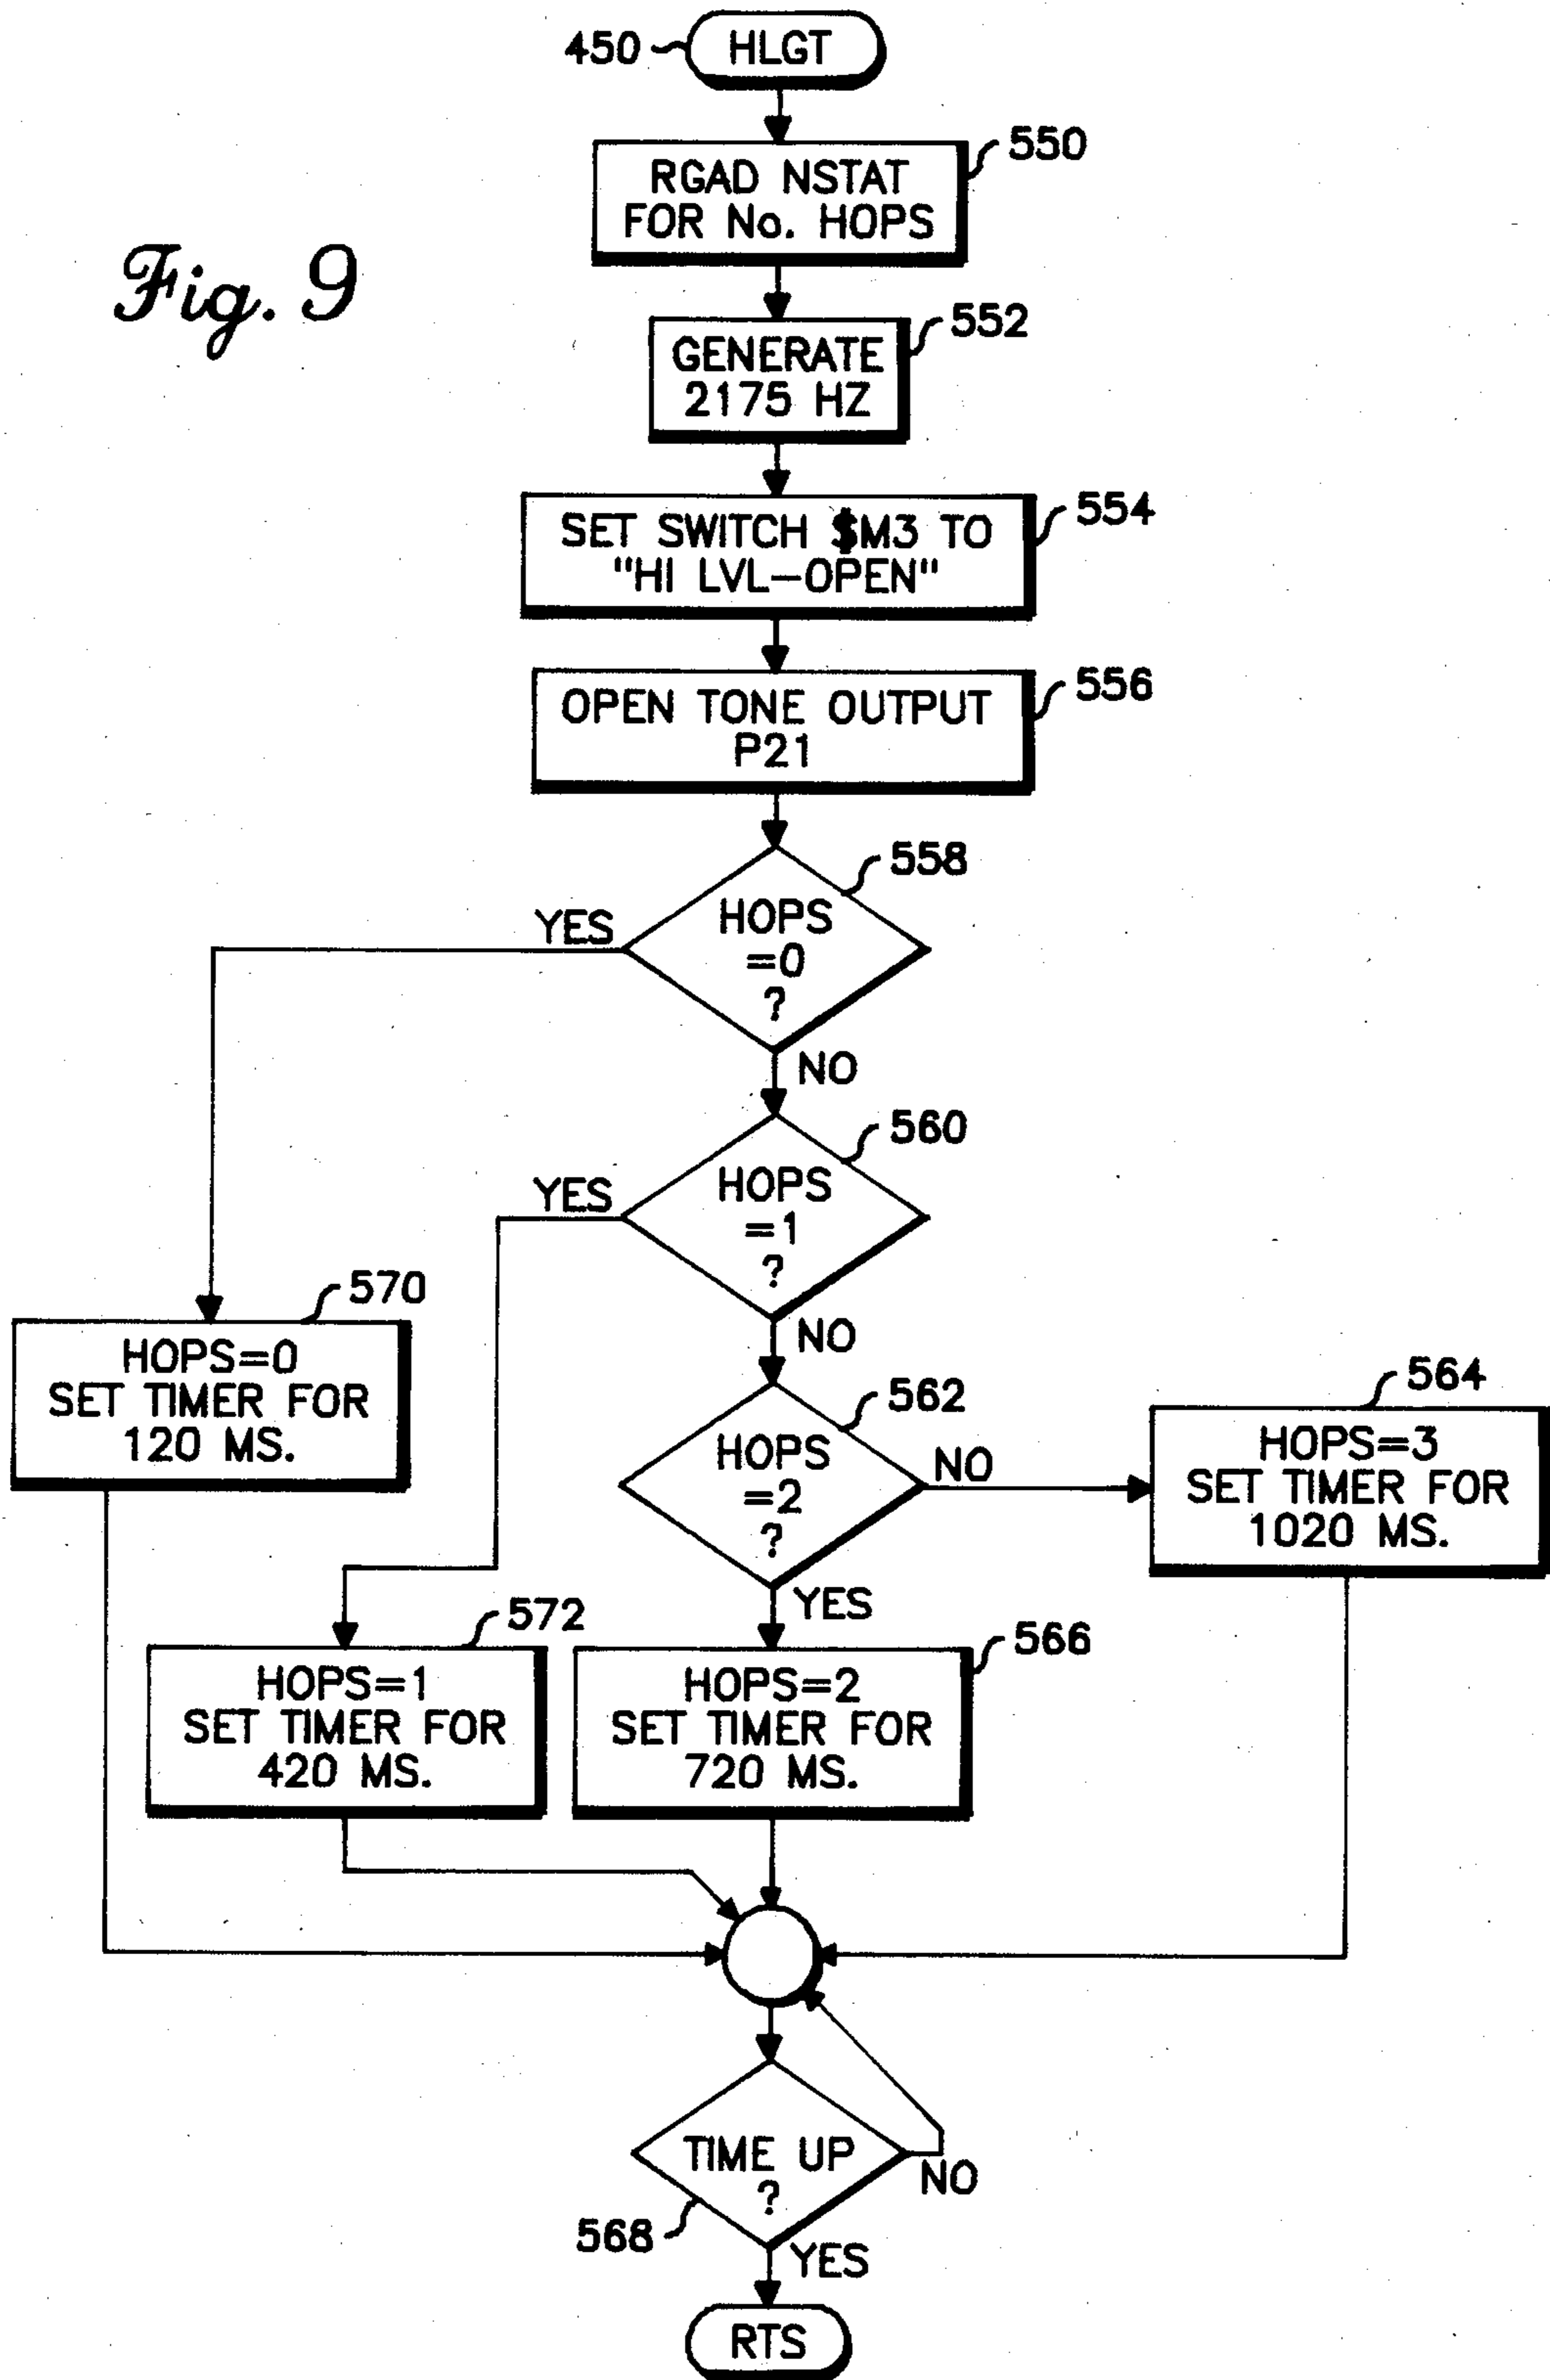 450
HLGT
550
RGAD NSTAT
FOR No. HOPS
Fig. 9
552
GENERATE
2175 HZ
554
SET SWITCH $M3 TO
"HI LVL-OPEN"
556
OPEN TONE OUTPUT
P21
558
HOPS
=0
?
YES
NO
560
HOPS
=1
?
YES
NO
570
HOPS=0
SET TIMER FOR
120 MS.
562
HOPS
=2
?
NO
YES
564
HOPS=3
SET TIMER FOR
1020 MS.
572
HOPS=1
SET TIMER FOR
420 MS.
566
HOPS=2
SET TIMER FOR
720 MS.
TIME UP
?
NO
568
YES
RTS